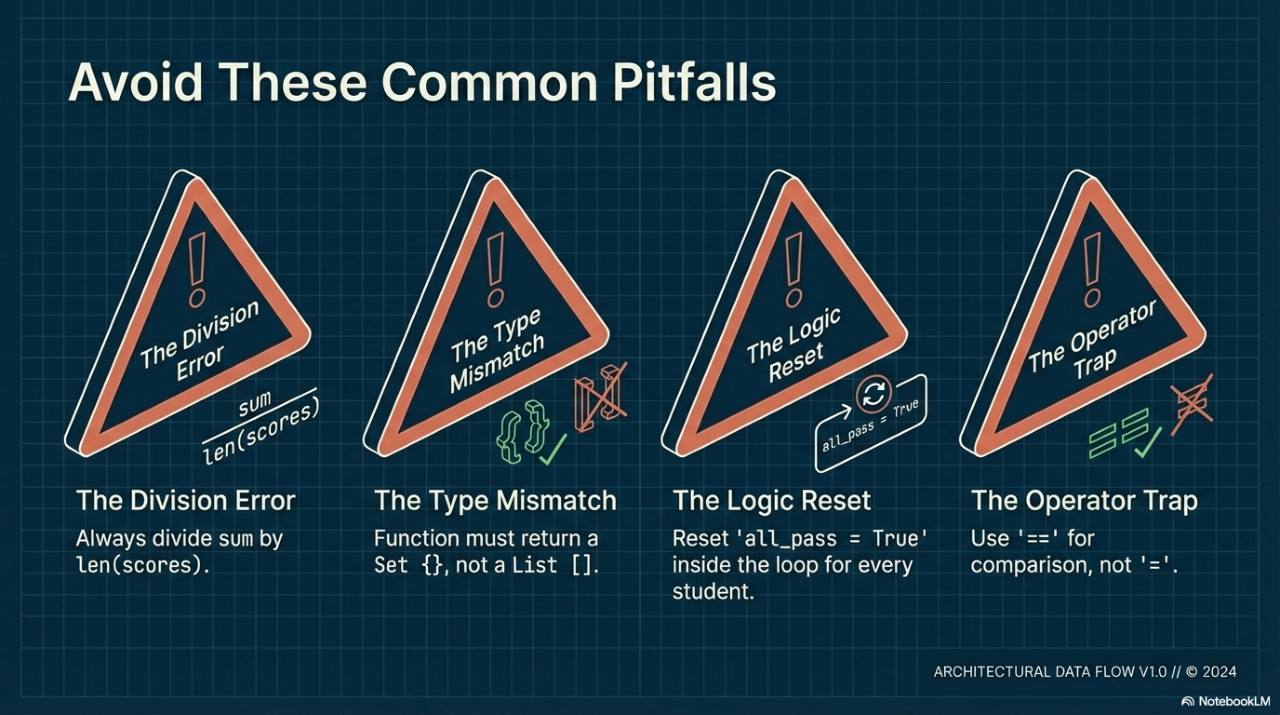 Avoid These Common Pitfalls
The Division
Error
sum
len(scores)
The Division Error
Always divide sum by
len(scores).
The Type
Mismatch
{} []
The Type Mismatch
Function must return a
Set {}, not a List [].
The Logic
Reset
all_pass = True
The Logic Reset
Reset 'all_pass = True'
inside the loop for every
student.
The Operator
Trap
== =
The Operator Trap
Use '==' for
comparison, not '='.
ARCHITECTURAL DATA FLOW V1.0 // © 2024
NotebookLM